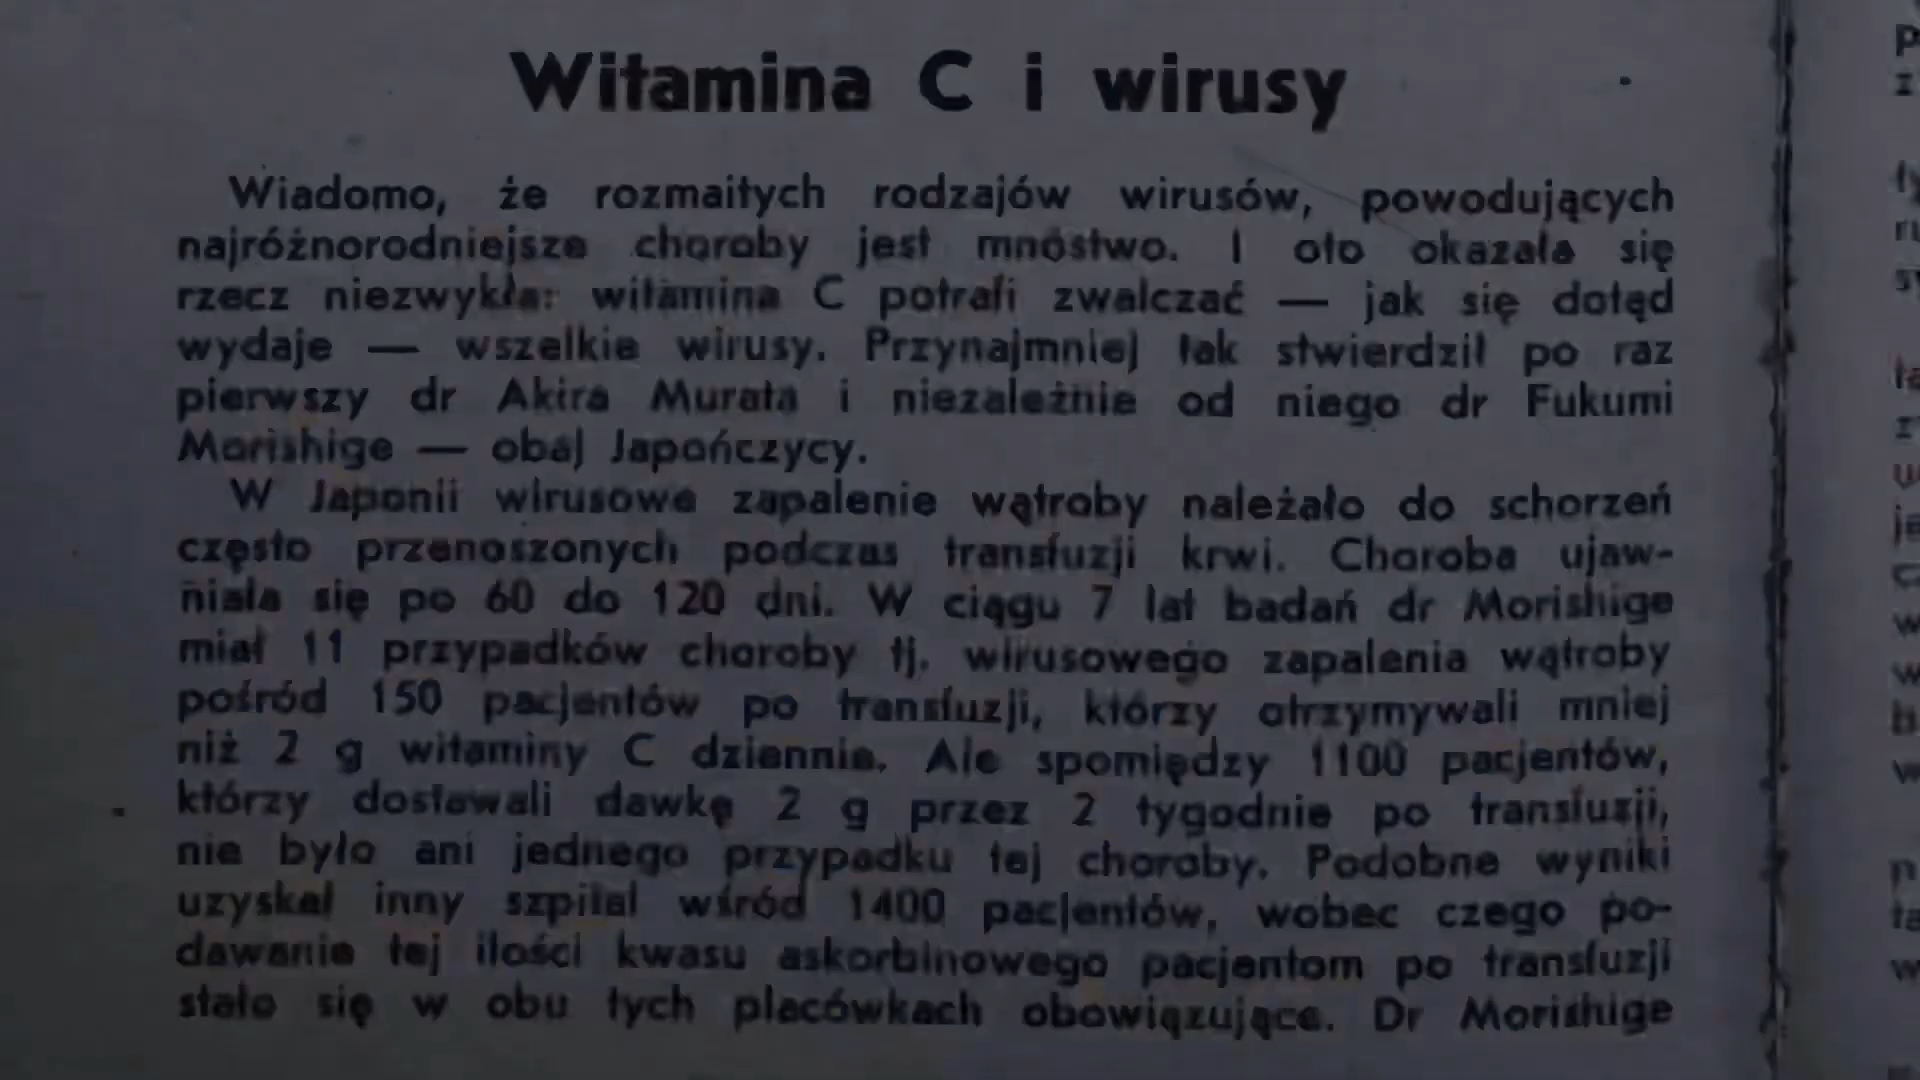 Witamina C i wirusy
Wiadomo, że rozmaitych rodzajów wirusów, powodujących
najróżnorodniejsze choroby jest mnóstwo. I oto okazała się
rzecz niezwykła: witamina C potrafi zwalczać — jak się dotąd
wydaje — wszelkie wirusy. Przynajmniej tak stwierdził po raz
pierwszy dr Akira Murata i niezależnie od niego dr Fukumi
Morishige — obaj Japończycy.
W Japonii wirusowe zapalenie wątroby należało do schorzeń
często przenoszonych podczas transfuzji krwi. Choroba ujaw-
niała się po 60 do 120 dni. W ciągu 7 lat badań dr Morishige
miał 11 przypadków choroby tj. wirusowego zapalenia wątroby
pośród 150 pacjentów po transfuzji, którzy otrzymywali mniej
niż 2 g witaminy C dziennie. Ale spomiędzy 1100 pacjentów,
którzy dostawali dawkę 2 g przez 2 tygodnie po transfuzji,
nie było ani jednego przypadku tej choroby. Podobne wyniki
uzyskał inny szpital wśród 1400 pacjentów, wobec czego po-
dawanie tej ilości kwasu askorbinowego pacjentom po transfuzji
stało się w obu tych placówkach obowiązujące. Dr Morishige